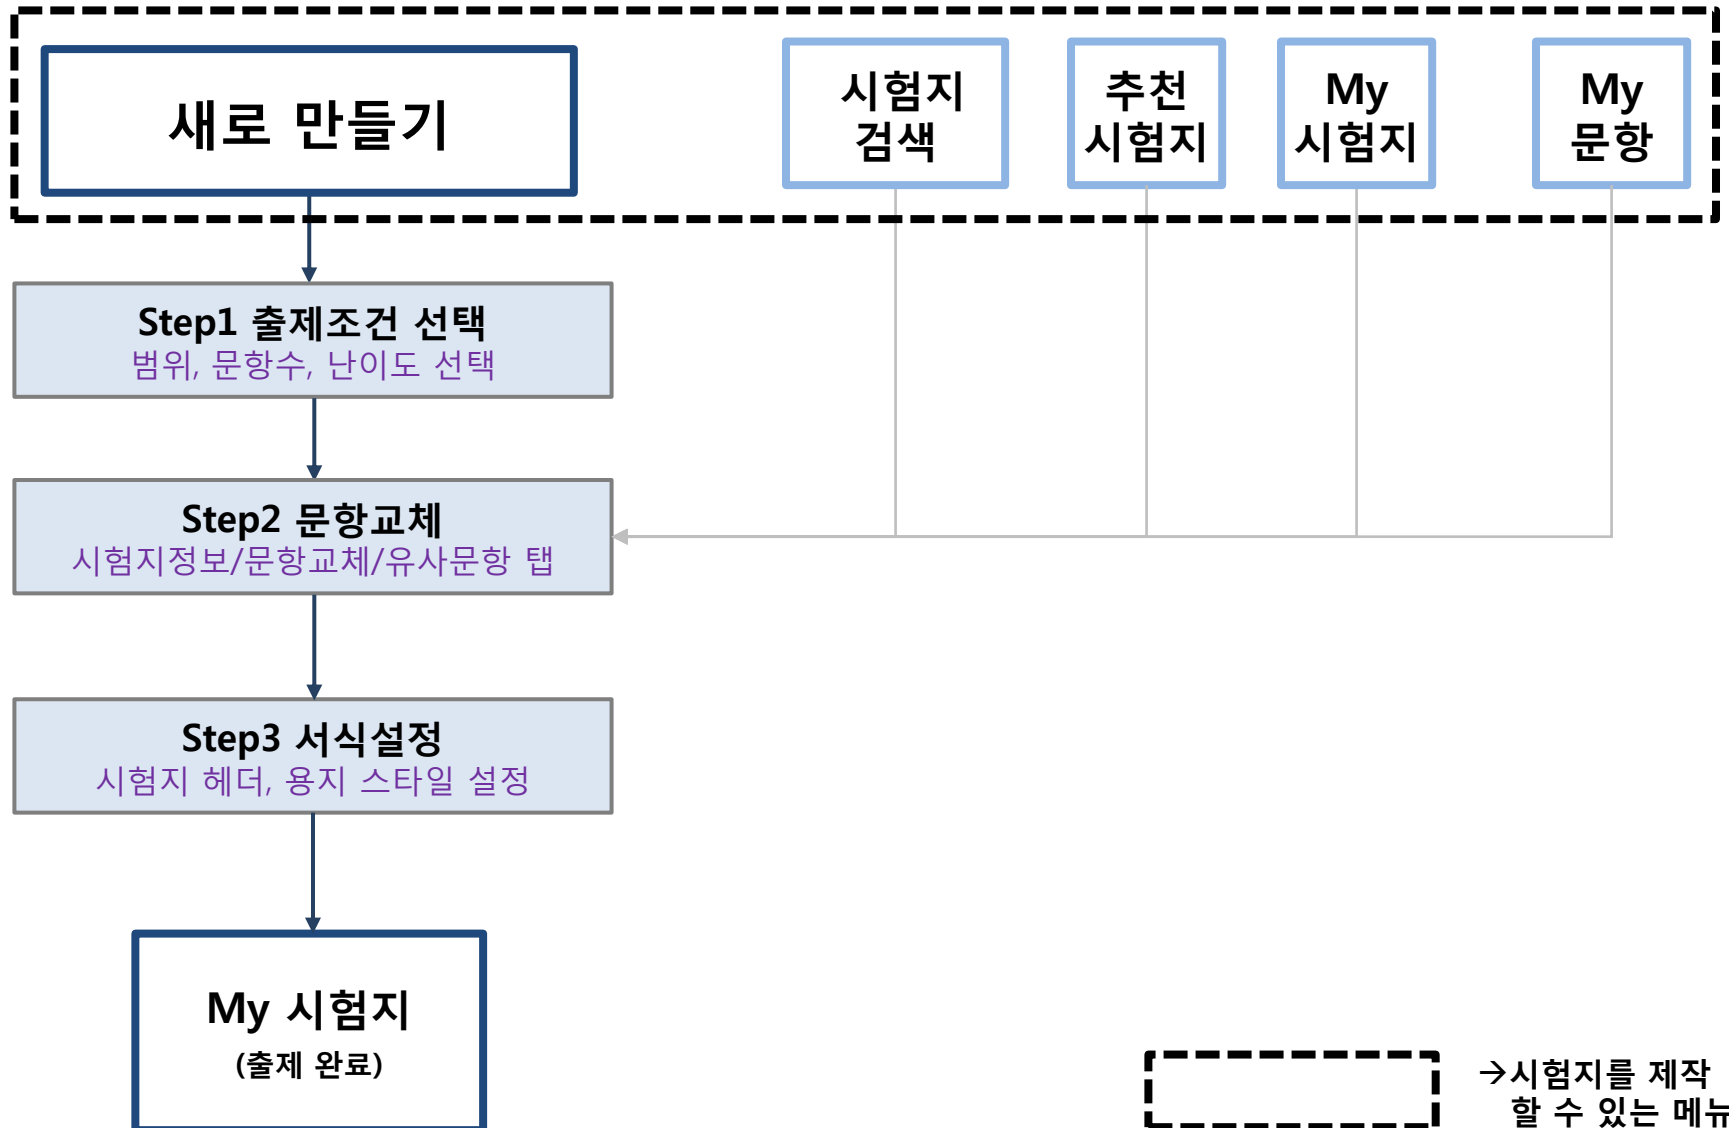 새로 만들기
시험지
검색
추천
시험지
My
시험지
My
문항
Step1 출제조건 선택
범위, 문항수, 난이도 선택
Step2 문항교체
시험지정보/문항교체/유사문항 탭
Step3 서식설정
시험지 헤더, 용지 스타일 설정
My 시험지
(출제 완료)
→시험지를 제작
할 수 있는 메뉴